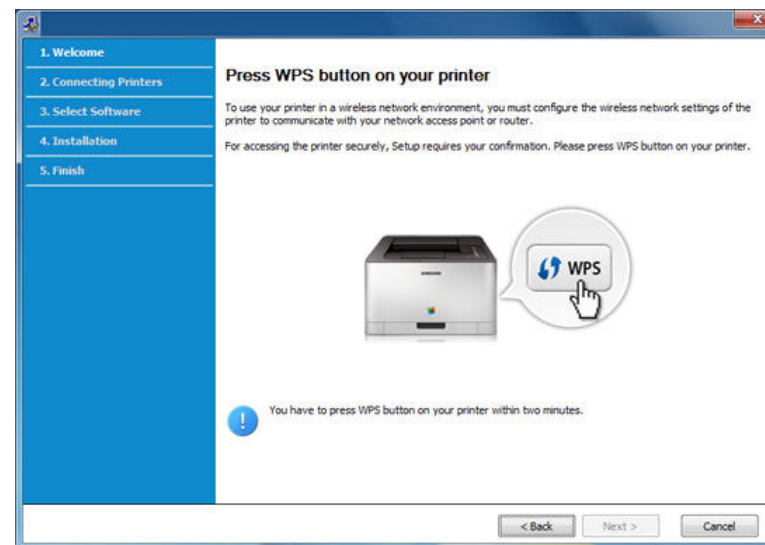 1. Welcome
2. Connecting Printers
3. Select Software
4. Installation
5. Finish
Press WPS button on your printer
To use your printer in a wireless network environment, you must configure the wireless network settings of the
printer to communicate with your network access point or router.
For accessing the printer securely, Setup requires your confirmation. Please press WPS button on your printer.
SAMSUNG
WPS
You have to press WPS button on your printer within two minutes.
< Back
Next >
Cancel